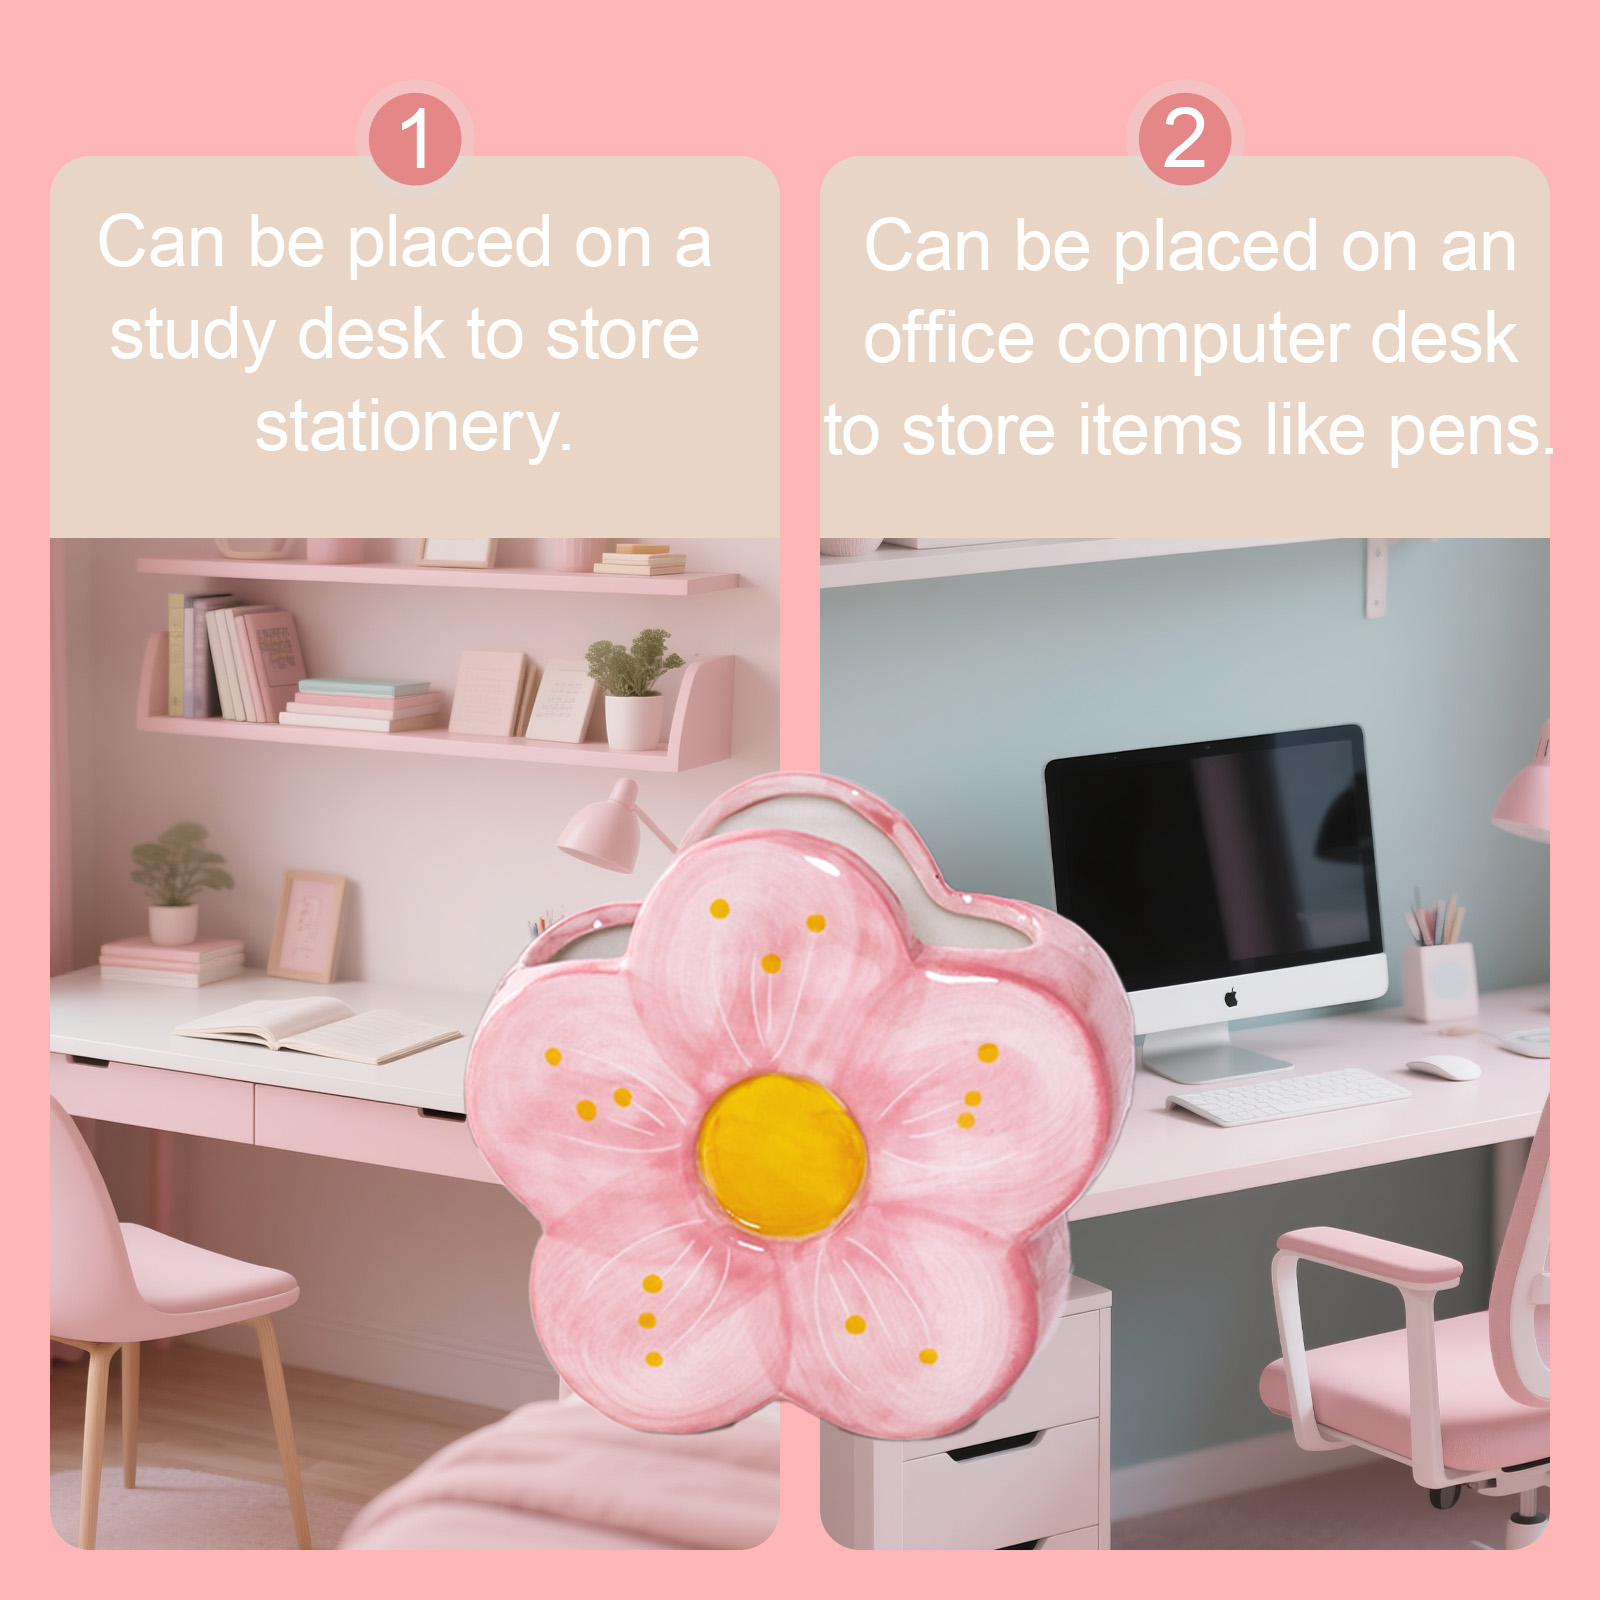 1
Can be placed on a
study desk to store
stationery.
2
Can be placed on an
office computer desk
to store items like pens.